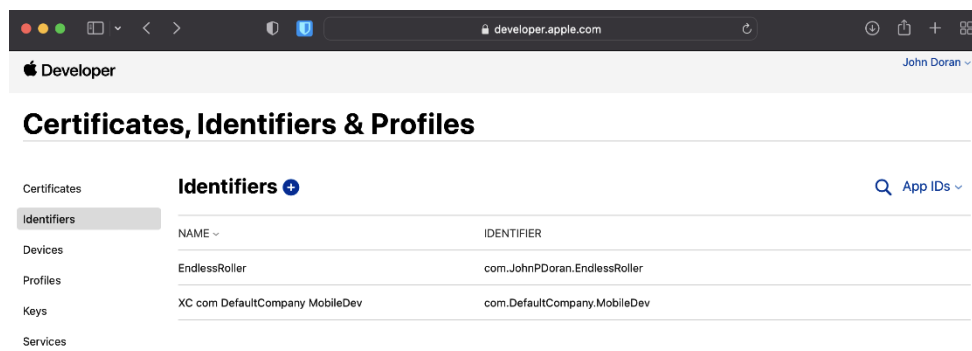 developer.apple.com
Developer
John Doran
Certificates, Identifiers & Profiles
Certificates
Identifiers
Devices
Profiles
Keys
Services
Identifiers
App IDs
NAME IDENTIFIER
EndlessRoller com.JohnPDoran.EndlessRoller
XC com DefaultCompany MobileDev com.DefaultCompany.MobileDev